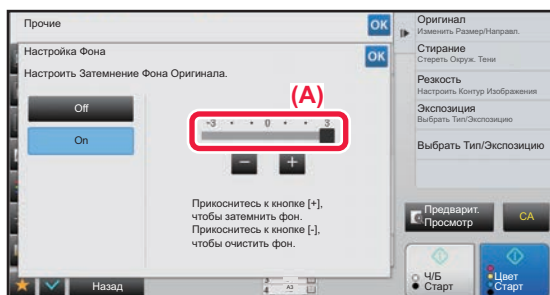 Прочие
OK
Настройка Фона
OK
Настроить Затемнение Фона Оригинала.
Off
On
(A)
-3 • • 0 • • 3
− +
Прикоснитесь к кнопке [+],
чтобы затемнить фон.
Прикоснитесь к кнопке [-],
чтобы очистить фон.
Назад
A3
4
Оригинал
Изменить Размер/Направл.
Стирание
Стереть Окруж. Тени
Резкость
Настроить Контур Изображения
Экспозиция
Выбрать Тип/Экспозицию
Выбрать Тип/Экспозицию
Предварит.
Просмотр
CA
Ч/Б
Старт
Цвет
Старт